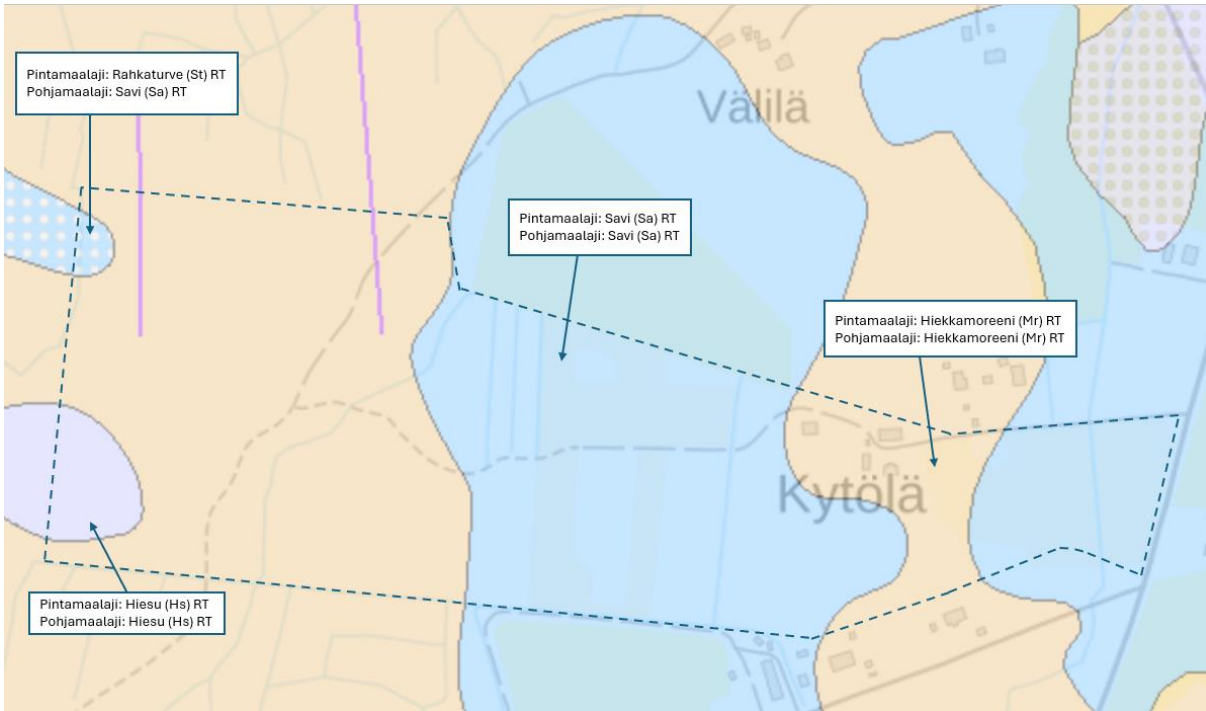 Pintamaalaji: Rahkaturve (St) RT
Pohjamaalaji: Savi (Sa) RT
Välilä
Pintamaalaji: Savi (Sa) RT
Pohjamaalaji: Savi (Sa) RT
Pintamaalaji: Hiekkamoreeni (Mr) RT
Pohjamaalaji: Hiekkamoreeni (Mr) RT
Kytölä
Pintamaalaji: Hiesu (Hs) RT
Pohjamaalaji: Hiesu (Hs) RT